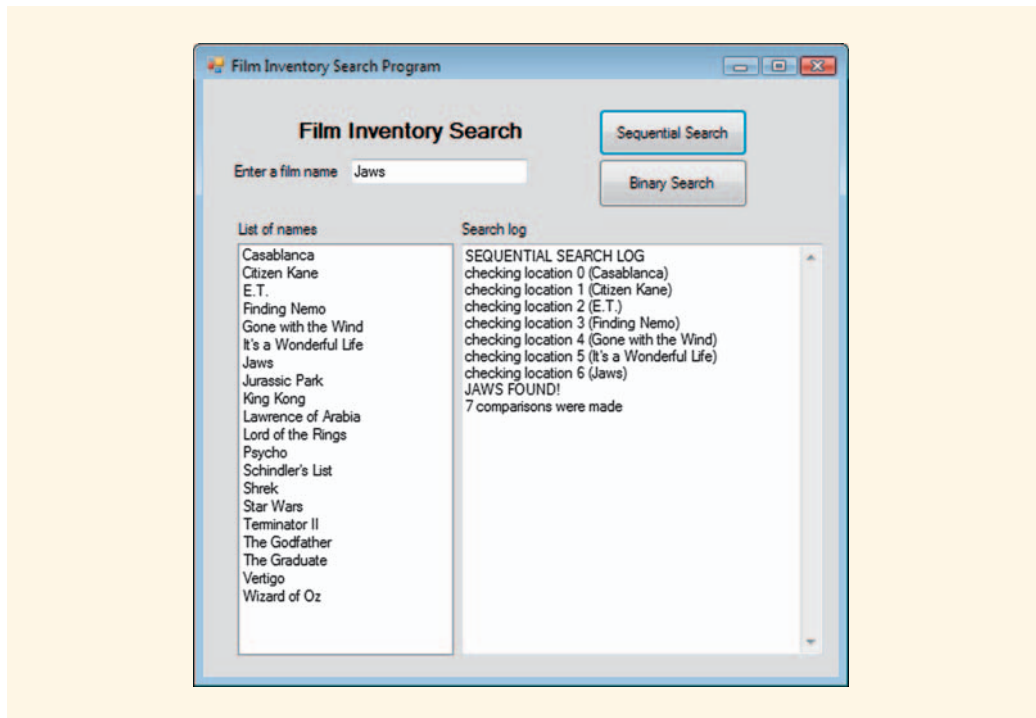 Film Inventory Search Program
Film Inventory Search
Sequential Search
Enter a film name Jaws
Binary Search
List of names
Casablanca
Citizen Kane
E.T.
Finding Nemo
Gone with the Wind
It's a Wonderful Life
Jaws
Jurassic Park
King Kong
Lawrence of Arabia
Lord of the Rings
Psycho
Schindler's List
Shrek
Star Wars
Terminator II
The Godfather
The Graduate
Vertigo
Wizard of Oz
Search log
SEQUENTIAL SEARCH LOG
checking location 0 (Casablanca)
checking location 1 (Citizen Kane)
checking location 2 (E.T.)
checking location 3 (Finding Nemo)
checking location 4 (Gone with the Wind)
checking location 5 (It's a Wonderful Life)
checking location 6 (Jaws)
JAWS FOUND!
7 comparisons were made